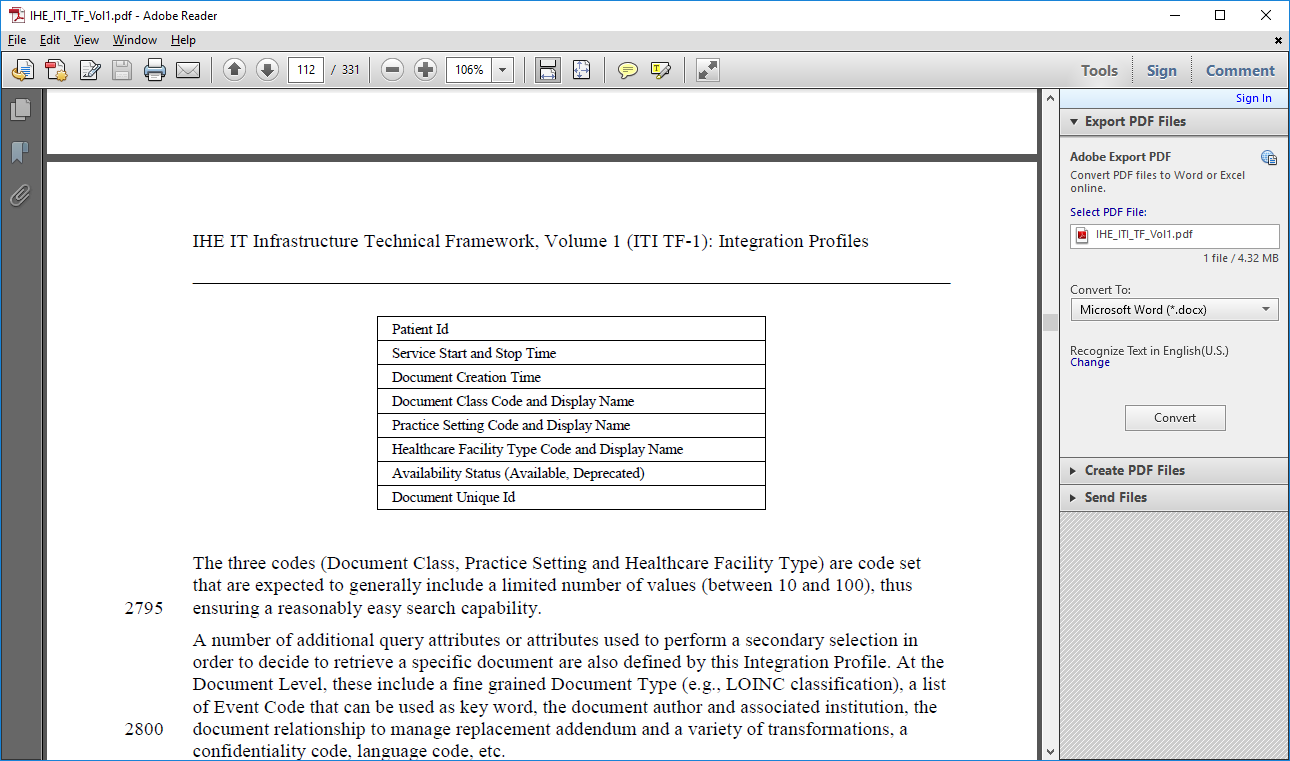 IHE_ITI_TF_Vol1.pdf - Adobe Reader
File Edit View Window Help
112 / 331 106% Tools Sign Comment
Sign In
Export PDF Files
Adobe Export PDF
Convert PDF files to Word or Excel
online.
Select PDF File:
IHE_ITI_TF_Vol1.pdf
1 file / 4.32 MB
Convert To:
Microsoft Word (*.docx)
Recognize Text in English(U.S.)
Change
Convert
Create PDF Files
Send Files
IHE IT Infrastructure Technical Framework, Volume 1 (ITI TF-1): Integration Profiles
Patient Id
Service Start and Stop Time
Document Creation Time
Document Class Code and Display Name
Practice Setting Code and Display Name
Healthcare Facility Type Code and Display Name
Availability Status (Available, Deprecated)
Document Unique Id
The three codes (Document Class, Practice Setting and Healthcare Facility Type) are code set
that are expected to generally include a limited number of values (between 10 and 100), thus
2795 ensuring a reasonably easy search capability.
A number of additional query attributes or attributes used to perform a secondary selection in
order to decide to retrieve a specific document are also defined by this Integration Profile. At the
Document Level, these include a fine grained Document Type (e.g., LOINC classification), a list
of Event Code that can be used as key word, the document author and associated institution, the
2800 document relationship to manage replacement addendum and a variety of transformations, a
confidentiality code, language code, etc.